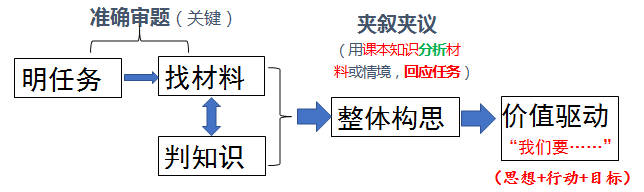 准确审题（关键）
夹叙夹议
（用课本知识分析材
料或情境，回应任务）
明任务
找材料
判知识
整体构思
价值驱动
“我们要……”
（思想+行动+目标）